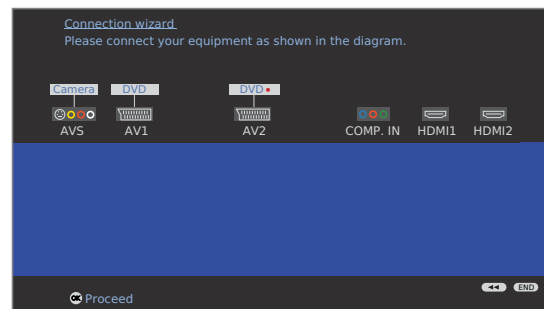 Connection wizard
Please connect your equipment as shown in the diagram.
Camera DVD DVD
AVS AV1 AV2 COMP. IN HDMI1 HDMI2
END
OK Proceed